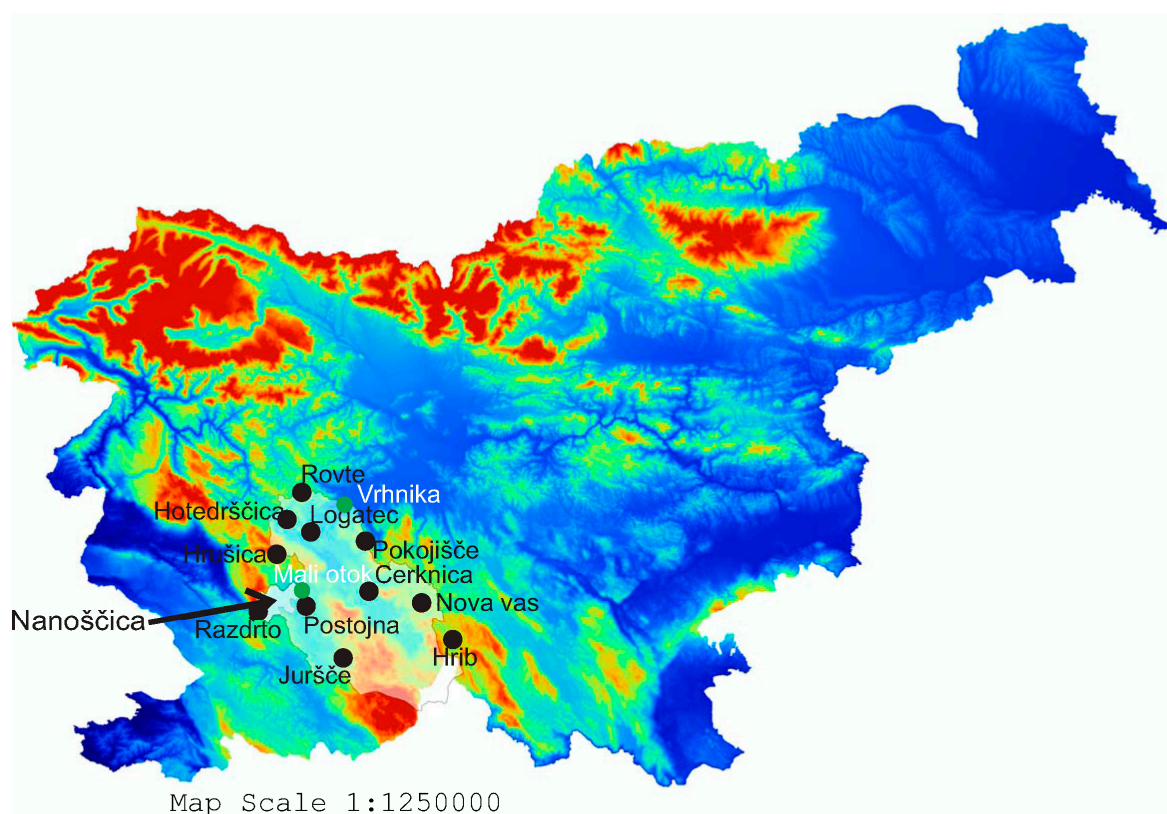 Rovte
Vrhnika
Hotedrščica
Logatec
Hrušica
Pokojišče
Mali otok
Cerknica
Nova vas
Nanoščica
Razdrto
Postojna
Hrib
Juršče
Map Scale 1:1250000